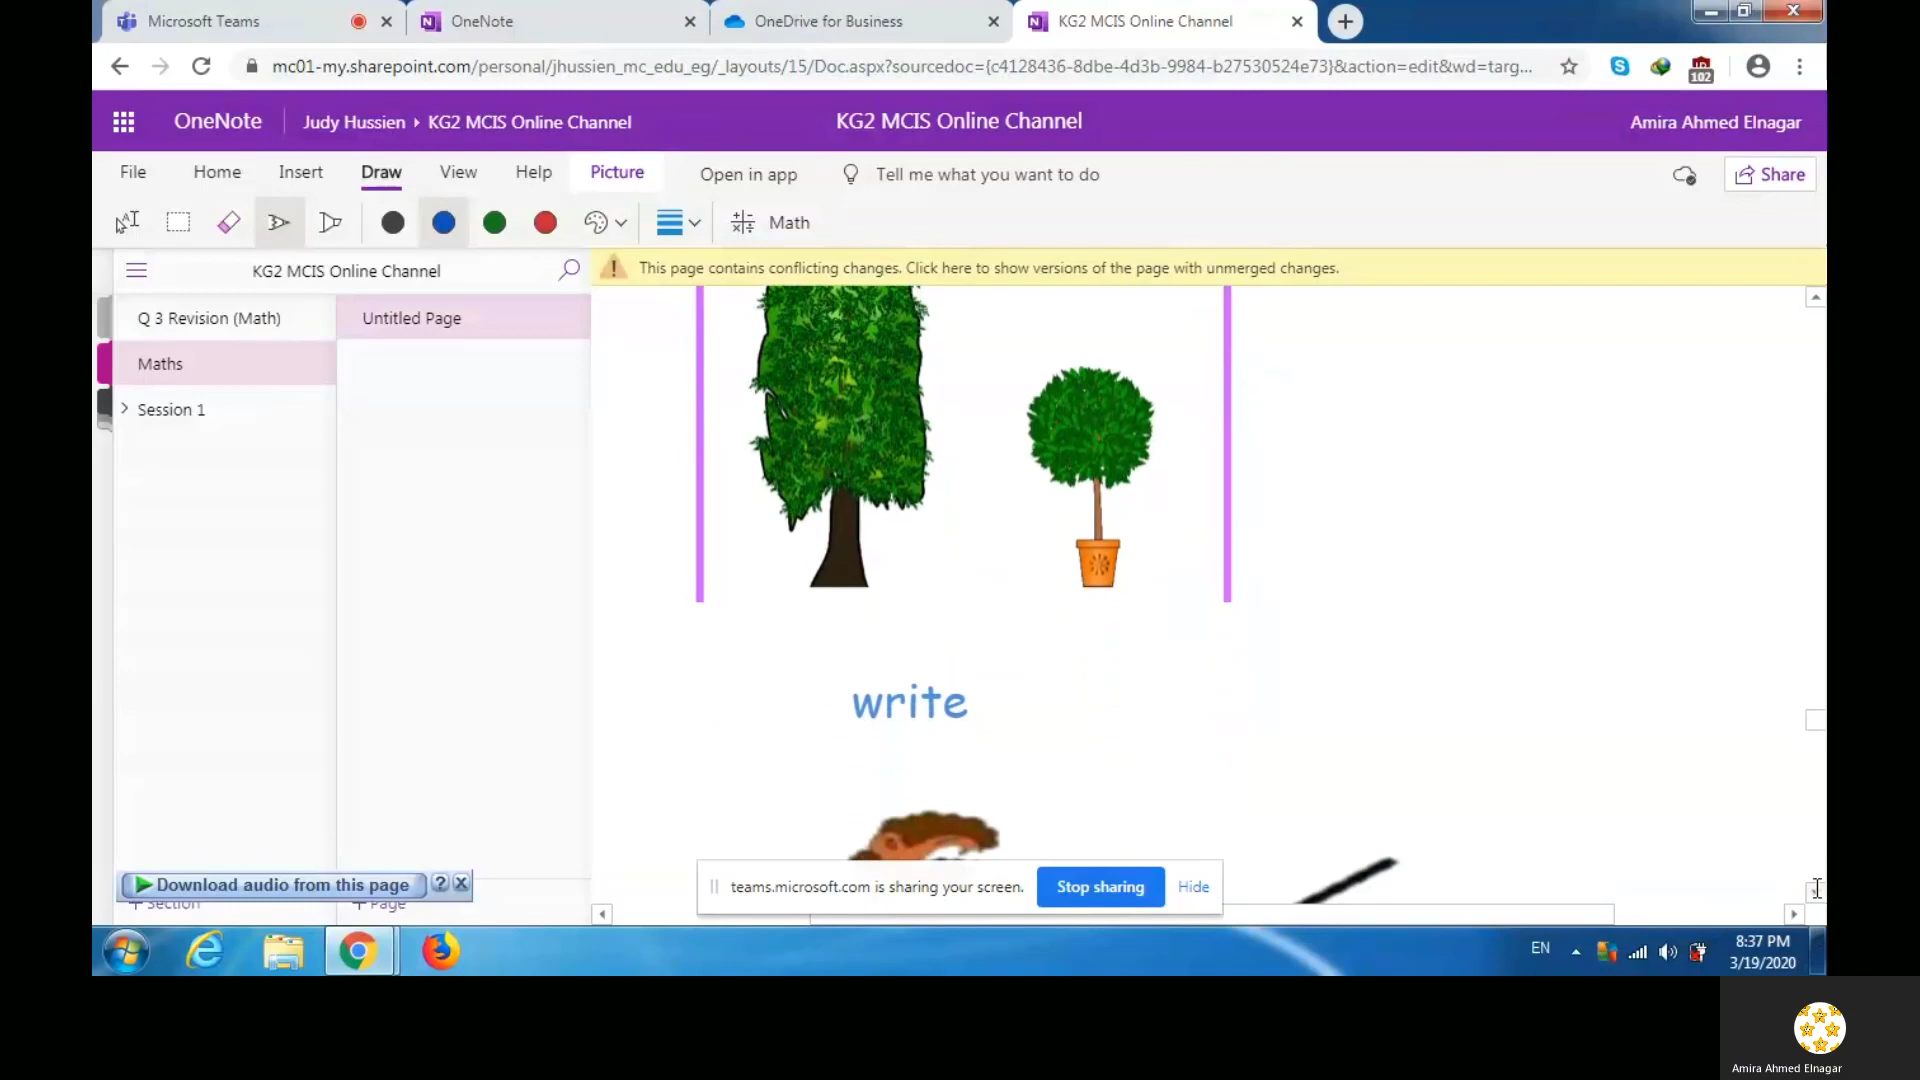 Microsoft Teams
OneNote
OneDrive for Business
KG2 MCIS Online Channel
mc01-my.sharepoint.com/personal/jhussien_mc_edu_eg/_layouts/15/Doc.aspx?sourcedoc={c4128436-8dbe-4d3b-9984-b27530524e73}&action=edit&wd=targ...
102
OneNote
Judy Hussien
KG2 MCIS Online Channel
KG2 MCIS Online Channel
Amira Ahmed Elnagar
File
Home
Insert
Draw
View
Help
Picture
Open in app
Tell me what you want to do
Share
Math
KG2 MCIS Online Channel
This page contains conflicting changes. Click here to show versions of the page with unmerged changes.
Q 3 Revision (Math)
Untitled Page
Maths
Session 1
write
Download audio from this page
Section
Page
teams.microsoft.com is sharing your screen.
Stop sharing
Hide
EN
8:37 PM
3/19/2020
Amira Ahmed Elnagar